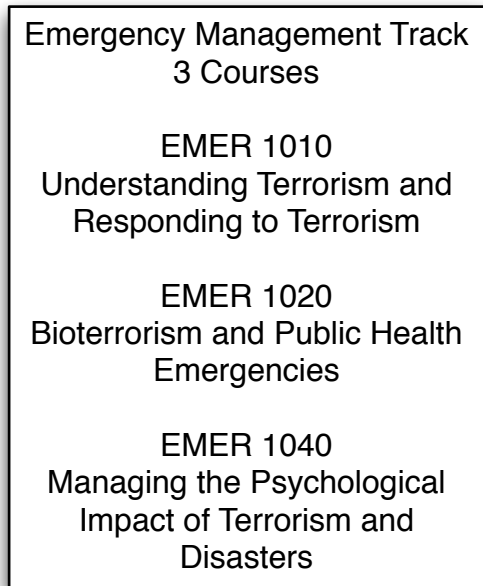 Emergency Management Track
3 Courses
EMER 1010
Understanding Terrorism and
Responding to Terrorism
EMER 1020
Bioterrorism and Public Health
Emergencies
EMER 1040
Managing the Psychological
Impact of Terrorism and
Disasters